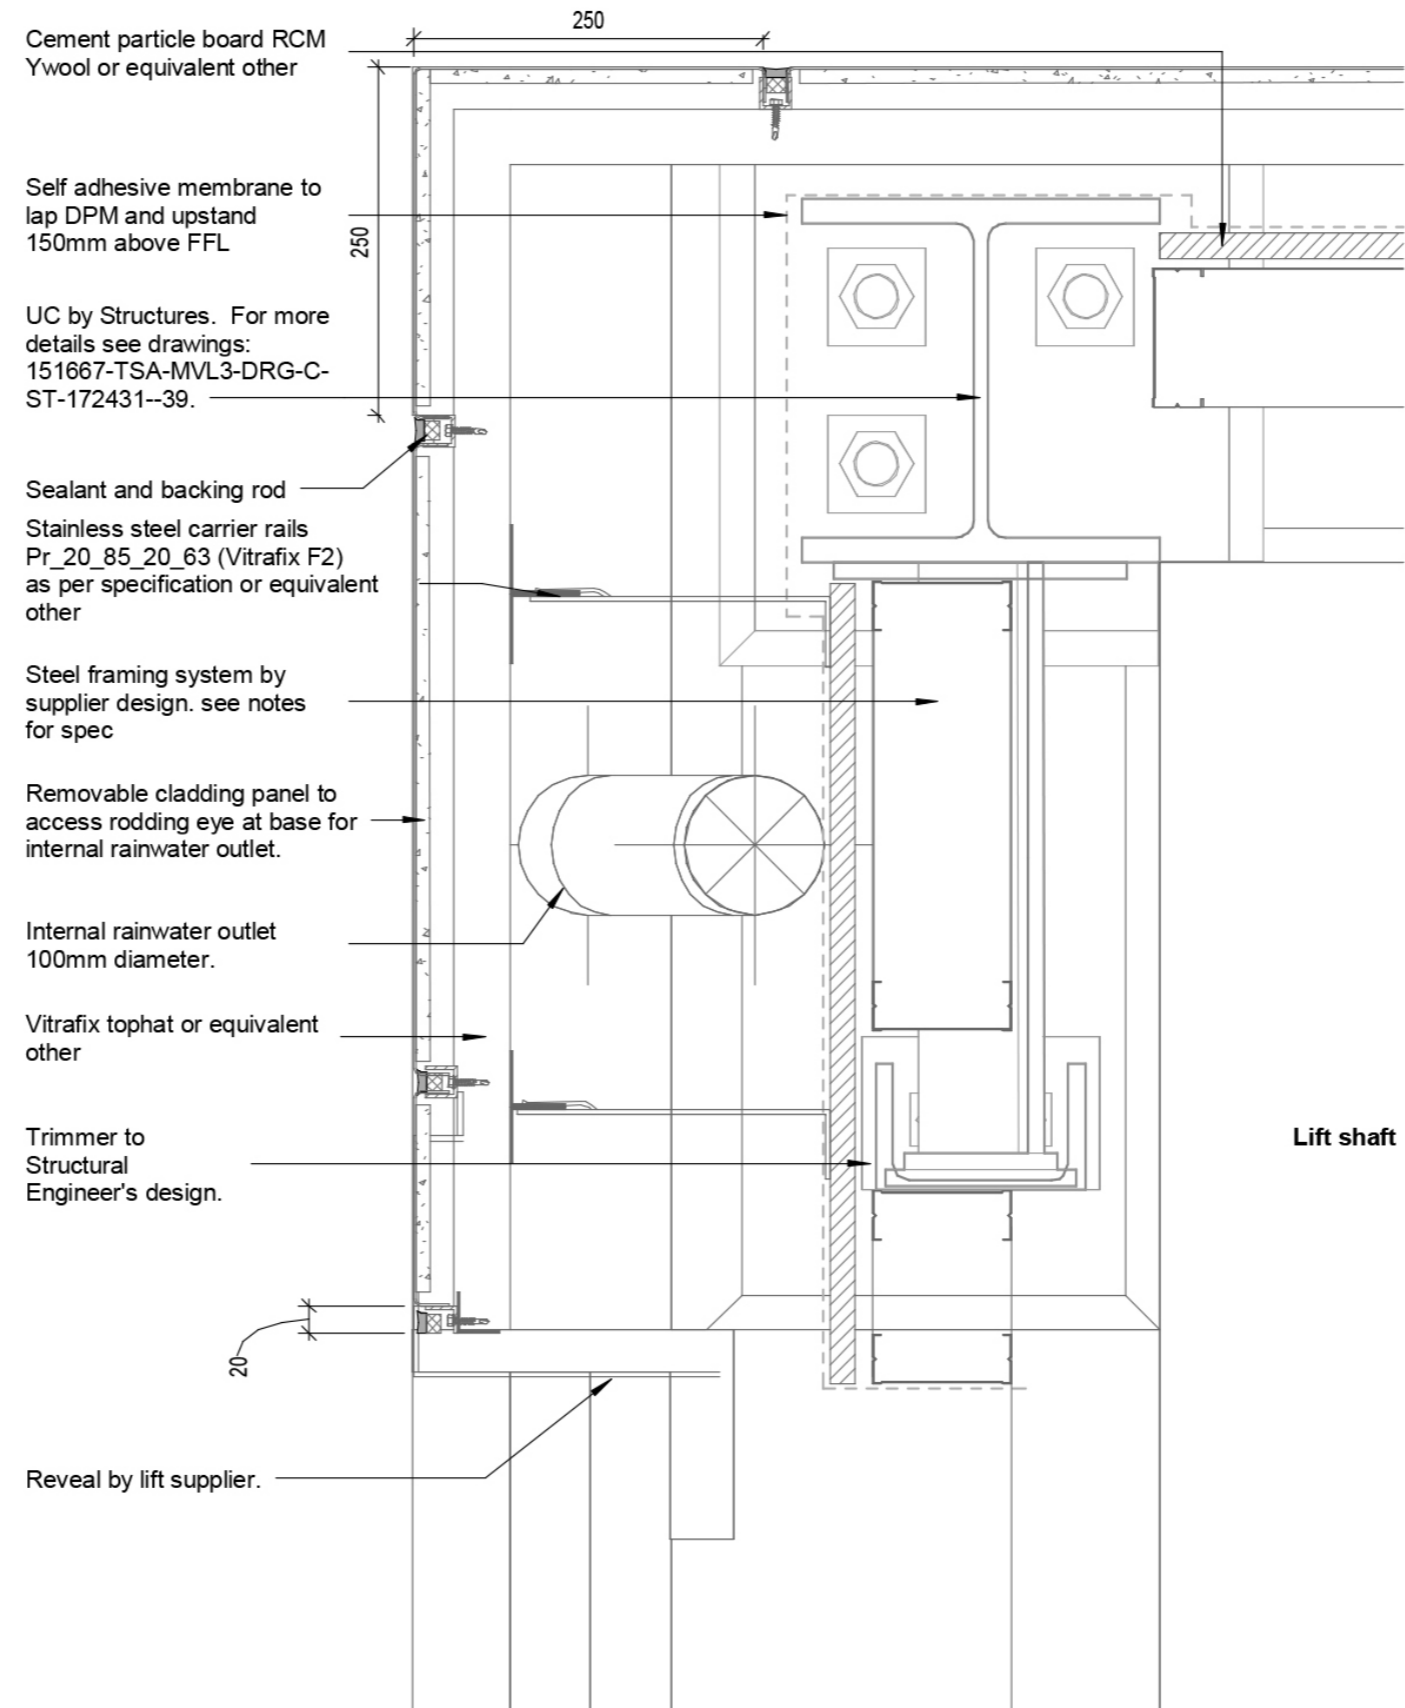 250
Cement particle board RCM
Ywool or equivalent other
Self adhesive membrane to
lap DPM and upstand
150mm above FFL
250
UC by Structures.  For more
details see drawings:
151667-TSA-MVL3-DRG-C-
ST-172431--39.
Sealant and backing rod
Stainless steel carrier rails
Pr_20_85_20_63 (Vitrafix F2)
as per specification or equivalent
other
Steel framing system by
supplier design. see notes
for spec
Removable cladding panel to
access rodding eye at base for
internal rainwater outlet.
Internal rainwater outlet
100mm diameter.
Vitrafix tophat or equivalent
other
Trimmer to
Structural
Engineer's design.
Lift shaft
20
Reveal by lift supplier.